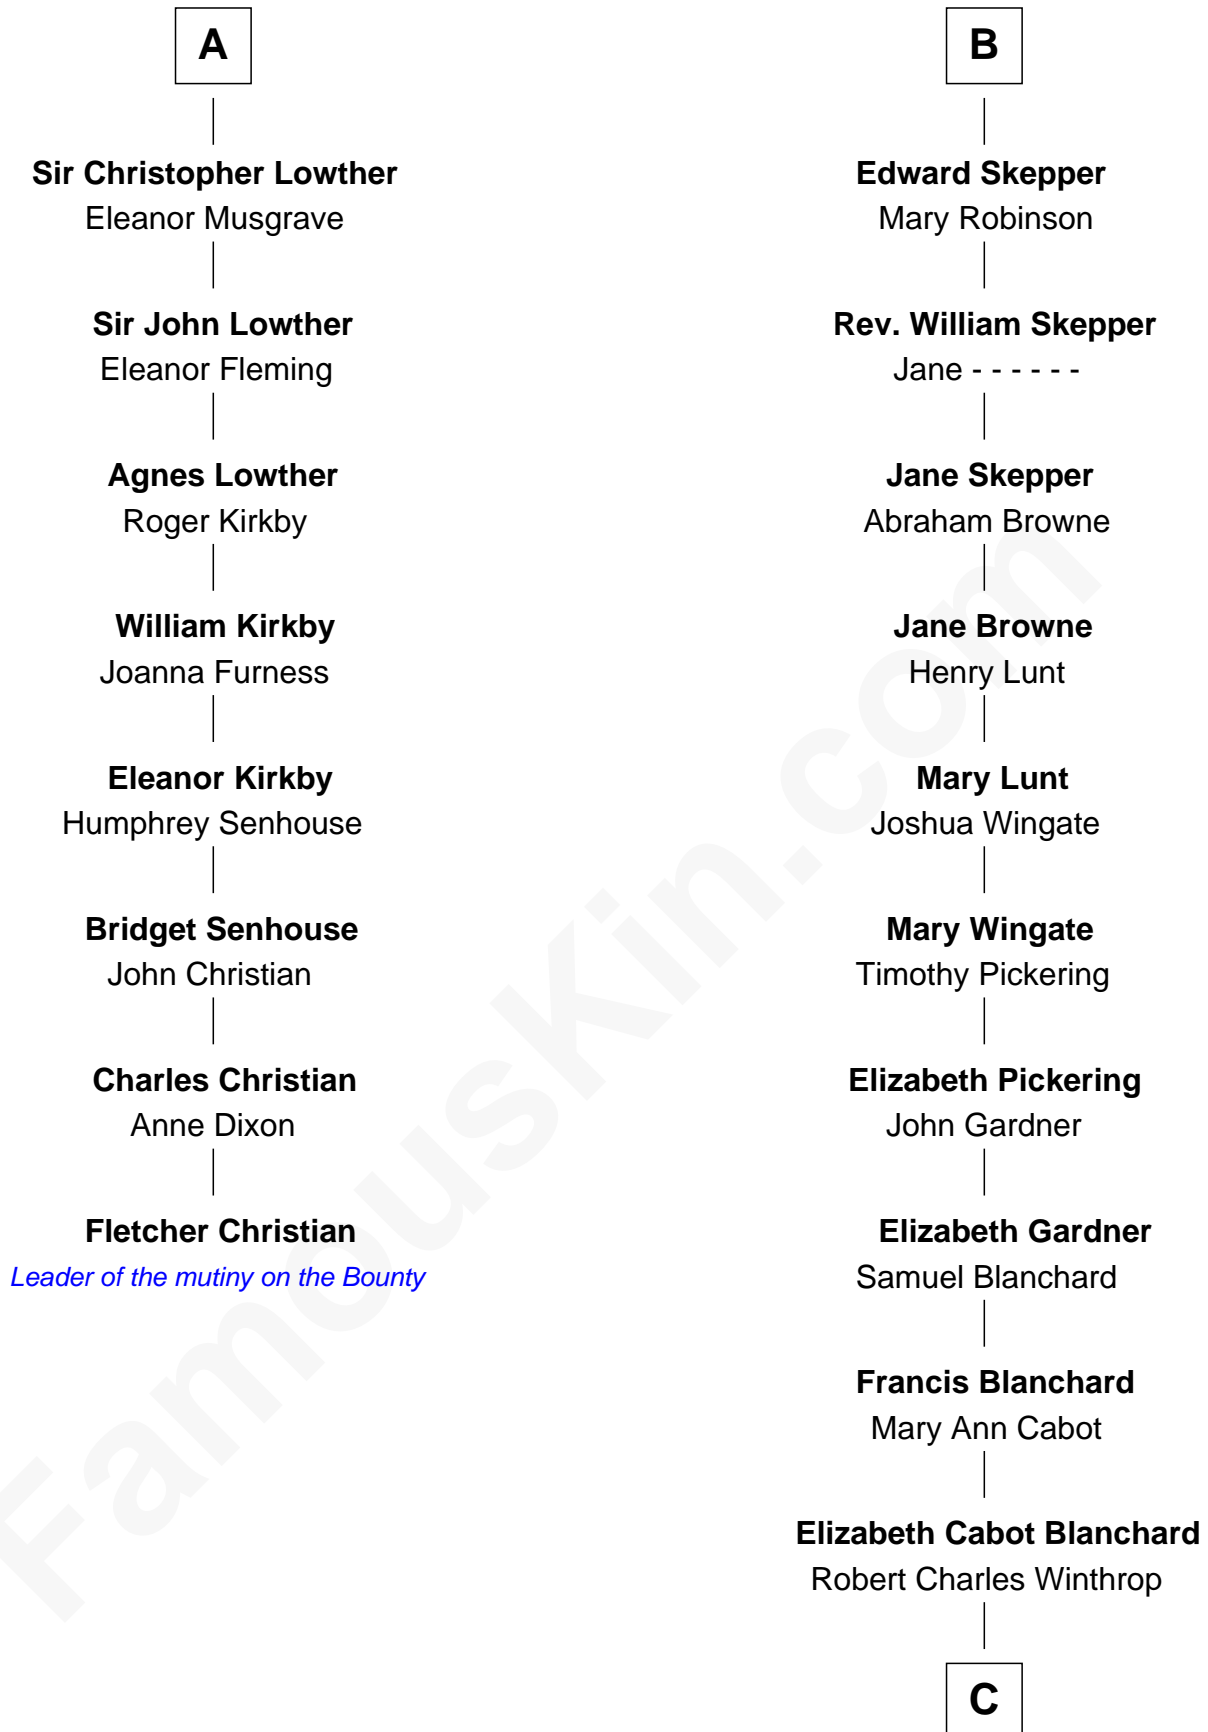 A
Sir Christopher Lowther
Eleanor Musgrave
Sir John Lowther
Eleanor Fleming
Agnes Lowther
Roger Kirkby
William Kirkby
Joanna Furness
Eleanor Kirkby
Humphrey Senhouse
Bridget Senhouse
John Christian
Charles Christian
Anne Dixon
Fletcher Christian
Leader of the mutiny on the Bounty
B
Edward Skepper
Mary Robinson
Rev. William Skepper
Jane - - - - - -
Jane Skepper
Abraham Browne
Jane Browne
Henry Lunt
Mary Lunt
Joshua Wingate
Mary Wingate
Timothy Pickering
Elizabeth Pickering
John Gardner
Elizabeth Gardner
Samuel Blanchard
Francis Blanchard
Mary Ann Cabot
Elizabeth Cabot Blanchard
Robert Charles Winthrop
C
FamousKin.com